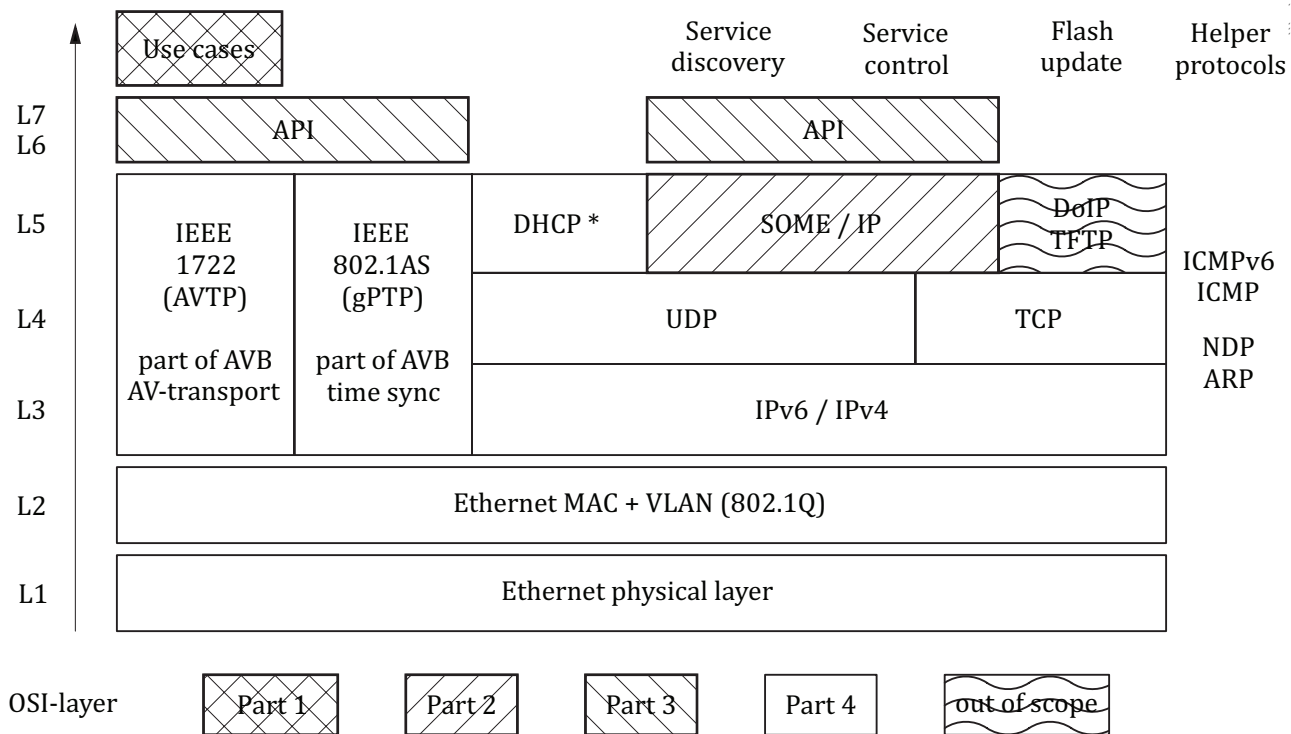 Use cases
Service
discovery
Service
control
Flash
update
Helper
protocols
L7
L6
API
API
L5
IEEE
1722
(AVTP)
part of AVB
AV-transport
IEEE
802.1AS
(gPTP)
part of AVB
time sync
DHCP *
SOME / IP
DoIP
TFTP
ICMPv6
ICMP
NDP
ARP
L4
UDP
TCP
L3
IPv6 / IPv4
L2
Ethernet MAC + VLAN (802.1Q)
L1
Ethernet physical layer
OSI-layer
Part 1
Part 2
Part 3
Part 4
out of scope